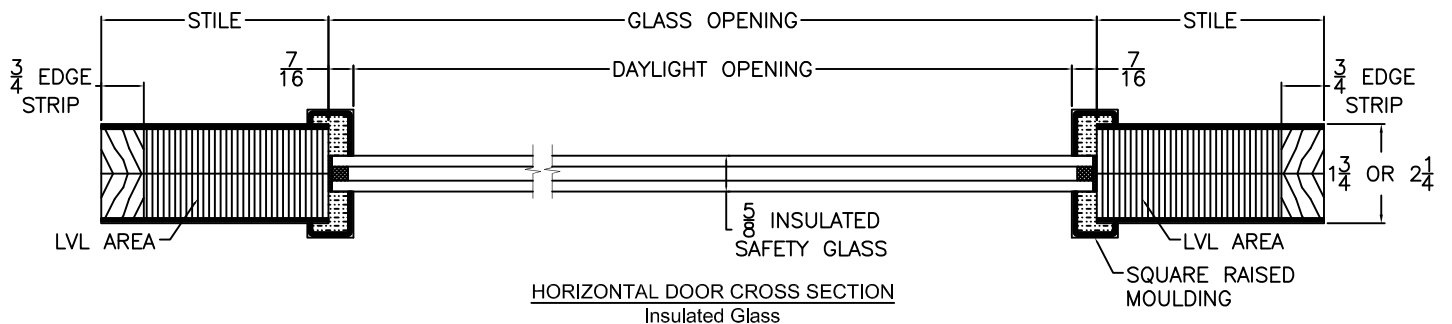 STILE
GLASS OPENING
STILE
3/4 EDGE
STRIP
7/16
DAYLIGHT OPENING
7/16
3/4 EDGE
STRIP
1 3/4 OR 2 1/4
LVL AREA
5/8 INSULATED
SAFETY GLASS
LVL AREA
SQUARE RAISED
MOULDING
HORIZONTAL DOOR CROSS SECTION
Insulated Glass